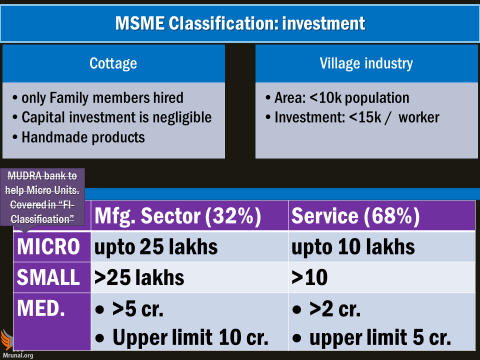 MSME Classification: investment
Cottage
• only Family members hired
• Capital investment is negligible
• Handmade products
Village industry
• Area: <10k population
• Investment: <15k / worker
MUDRA bank to
help Micro Units.
Covered in "FI-
Classification"
Mfg. Sector (32%) Service (68%)
MICRO upto 25 lakhs upto 10 lakhs
SMALL >25 lakhs >10
MED. • >5 cr. • >2 cr.
• Upper limit 10 cr. • upper limit 5 cr.
Mrunal.org